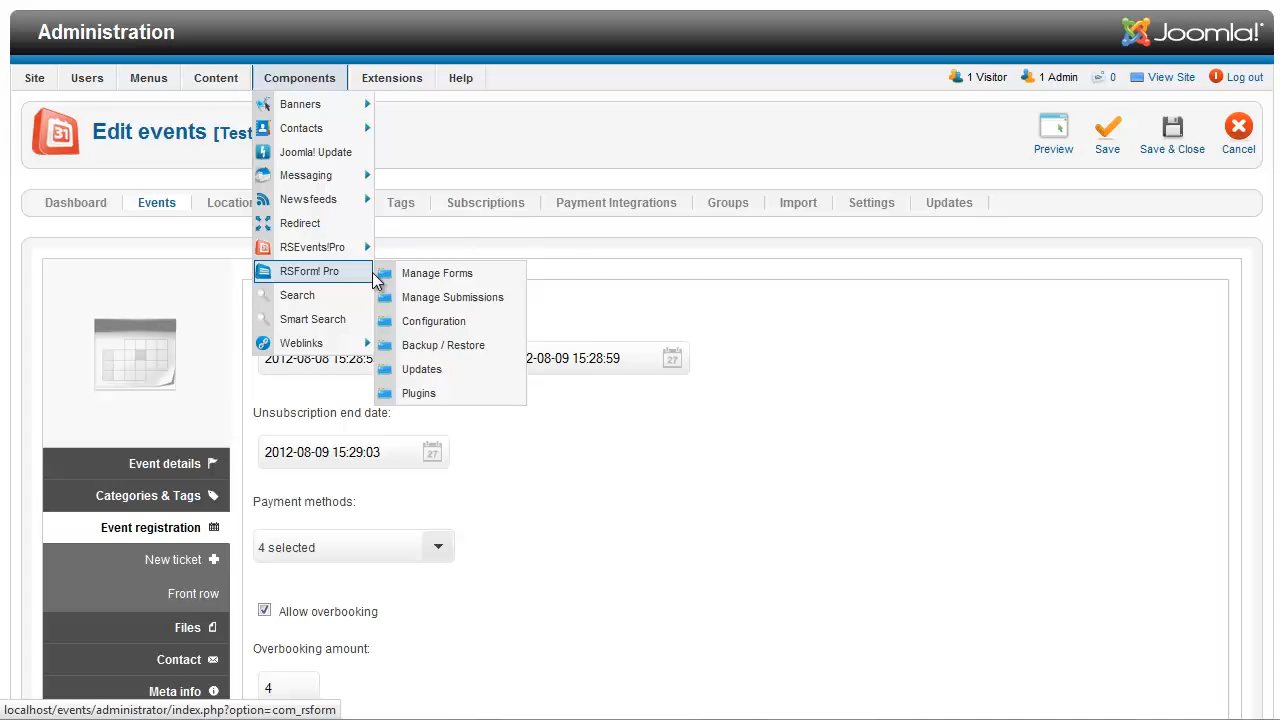 Administration
Joomla!
Site Users Menus Content Components Extensions Help
1 Visitor 1 Admin 0 View Site Log out
31 Edit events [Test
Preview Save Save & Close Cancel
Banners
Contacts
Joomla! Update
Messaging
Newsfeeds
Redirect
RSEvents!Pro
RSForm! Pro
Search
Smart Search
Weblinks
Manage Forms
Manage Submissions
Configuration
Backup / Restore
Updates
Plugins
Dashboard Events Location Tags Subscriptions Payment Integrations Groups Import Settings Updates
2012-08-08 15:28:5
2-08-09 15:28:59 27
Unsubscription end date:
2012-08-09 15:29:03 27
Payment methods:
4 selected
Allow overbooking
Overbooking amount:
4
Event details
Categories & Tags
Event registration
New ticket
Front row
Files
Contact
Meta info
localhost/events/administrator/index.php?option=com_rsform